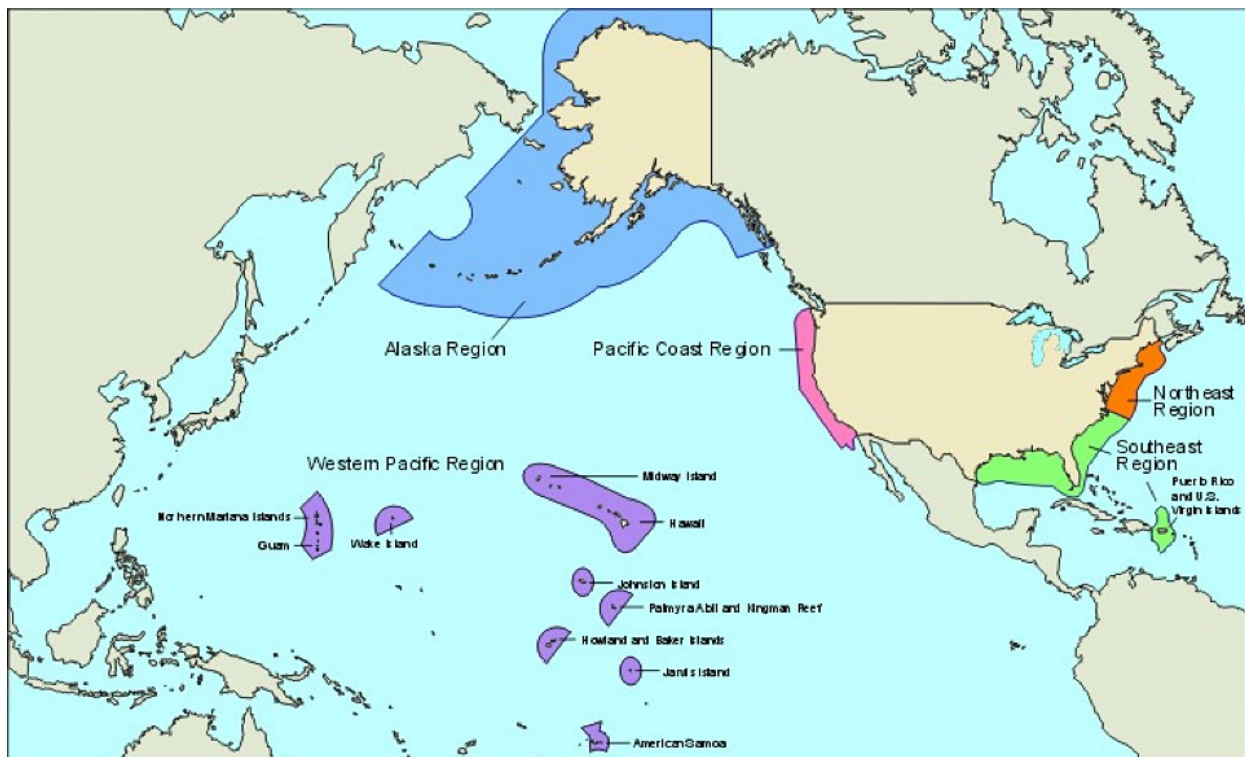 Alaska Region
Pacific Coast Region
Northeast
Region
Southeast
Region
Puerto Rico
and U.S.
Virgin Islands
Western Pacific Region
Midway Island
Northern Mariana Islands
Hawaii
Guam
Wake Island
Johnston Island
Palmyra Atoll and Kingman Reef
Howland and Baker Islands
Jarvis Island
American Samoa